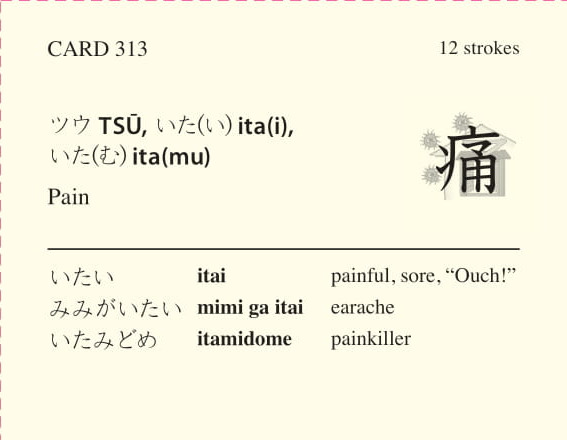 CARD 313 12 strokes
ツウ TSŪ, いた(い) ita(i),
いた(む) ita(mu)
痛
Pain
いたい itai painful, sore, “Ouch!”
みみがいたい mimi ga itai earache
いたみどめ itamidome painkiller